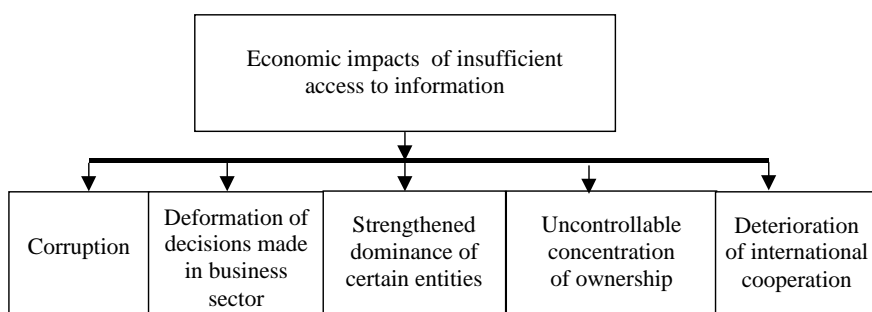 Economic impacts of insufficient
access to information
Corruption
Deformation of
decisions made
in business
sector
Strengthened
dominance of
certain entities
Uncontrollable
concentration
of ownership
Deterioration
of international
cooperation